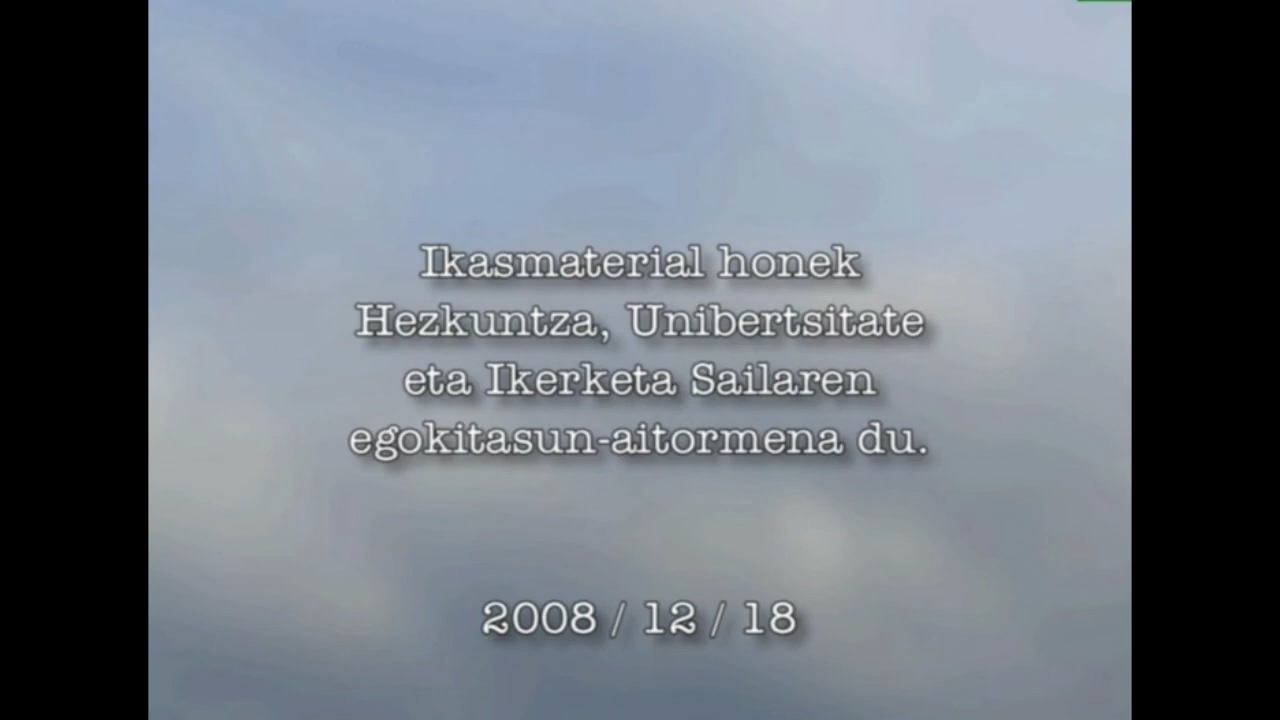 Ikasmaterial honek
Hezkuntza, Unibertsitate
eta Ikerketa Sailaren
egokitasun-aitormena du.
2008 / 12 / 18